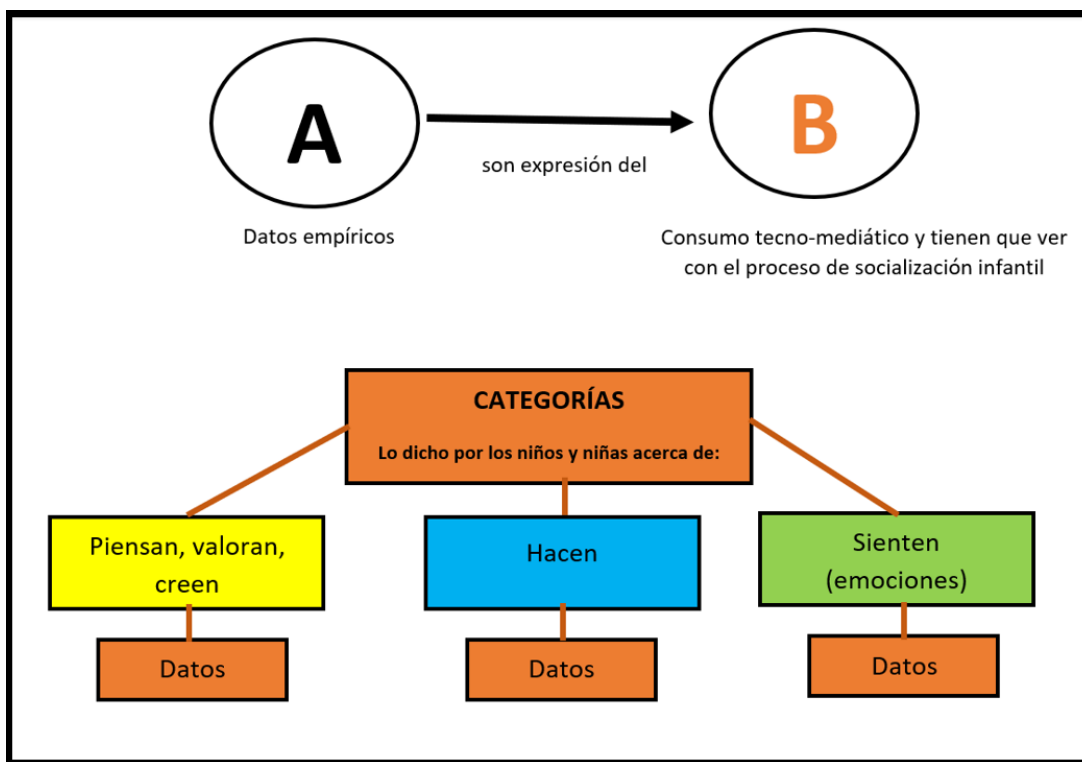 A
B
son expresión del
Datos empíricos
Consumo tecno-mediático y tienen que ver
con el proceso de socialización infantil
CATEGORÍAS
Lo dicho por los niños y niñas acerca de:
Piensan, valoran,
creen
Hacen
Sienten
(emociones)
Datos
Datos
Datos